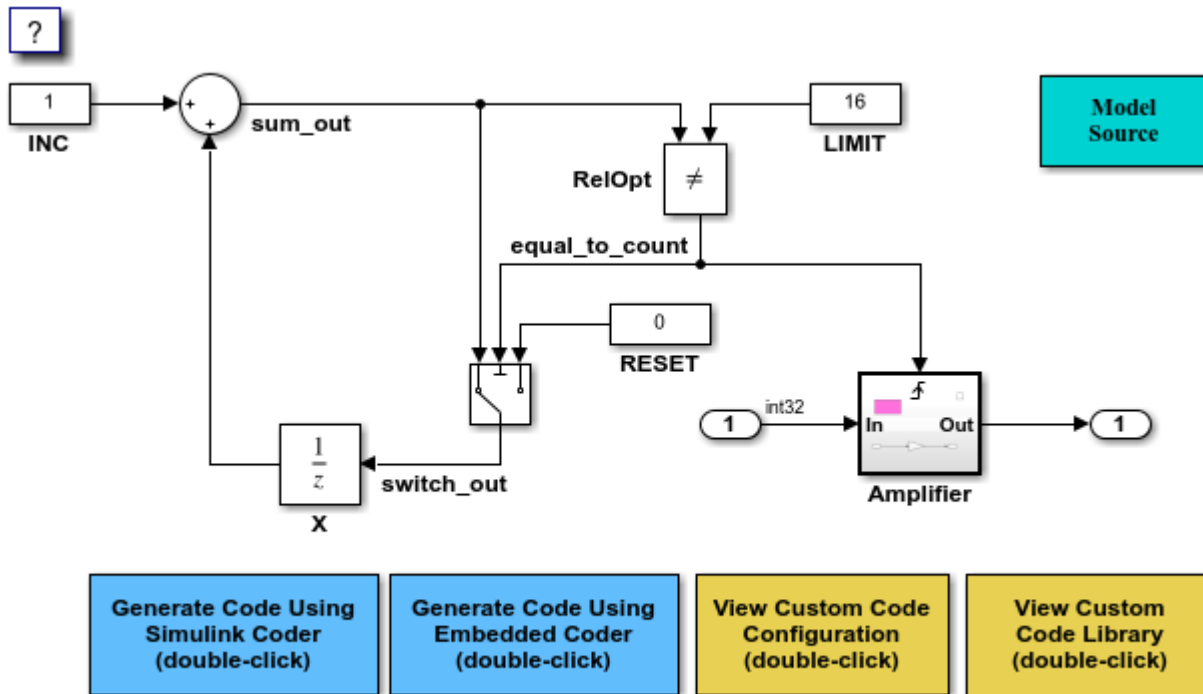 ?
1
INC
+
+
sum_out
16
LIMIT
Model
Source
RelOpt
≠
equal_to_count
0
RESET
1
int32
In
Out
1
Amplifier
1
z
X
switch_out
Generate Code Using
Simulink Coder
(double-click)
Generate Code Using
Embedded Coder
(double-click)
View Custom Code
Configuration
(double-click)
View Custom
Code Library
(double-click)